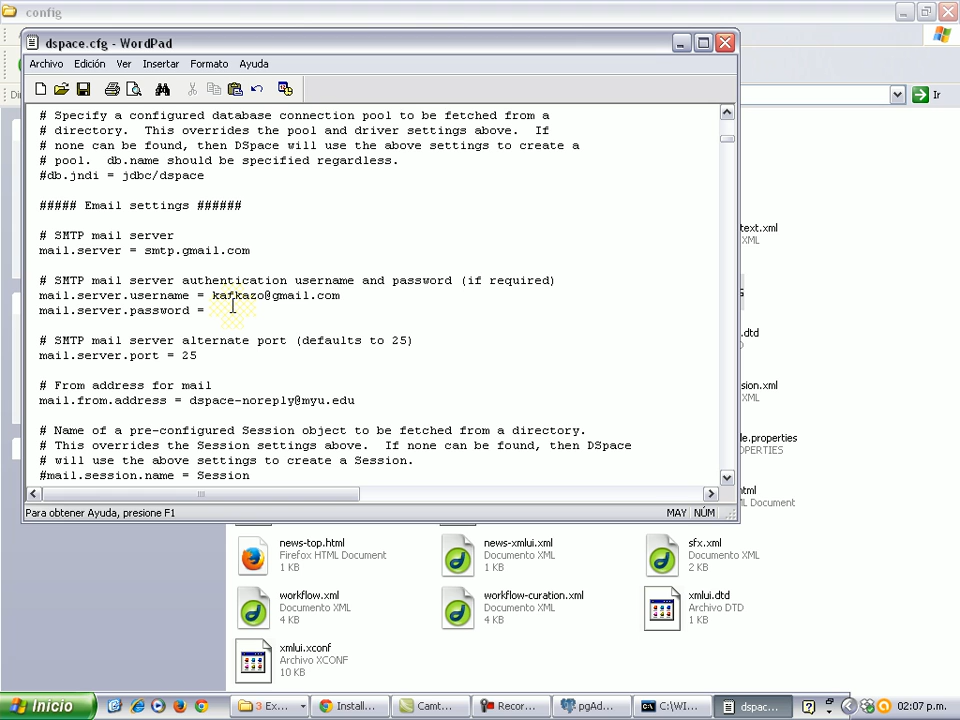 config
dspace.cfg - WordPad
Archivo Edición Ver Insertar Formato Ayuda
Ir
# Specify a configured database connection pool to be fetched from a
# directory.  This overrides the pool and driver settings above.  If
# none can be found, then DSpace will use the above settings to create a
# pool.  db.name should be specified regardless.
#db.jndi = jdbc/dspace
##### Email settings ######
# SMTP mail server
mail.server = smtp.gmail.com
# SMTP mail server authentication username and password (if required)
mail.server.username = kafkazo@gmail.com
mail.server.password =
# SMTP mail server alternate port (defaults to 25)
mail.server.port = 25
# From address for mail
mail.from.address = dspace-noreply@myu.edu
# Name of a pre-configured Session object to be fetched from a directory.
# This overrides the Session settings above.  If none can be found, then DSpace
# will use the above settings to create a Session.
#mail.session.name = Session
Para obtener Ayuda, presione F1
MAY NÚM
text.xml
XML
.dtd
sion.xml
XML
le.properties
OPERTIES
html
ML Document
news-top.html
Firefox HTML Document
1 KB
news-xmlui.xml
Documento XML
1 KB
sfx.xml
Documento XML
2 KB
workflow.xml
Documento XML
4 KB
workflow-curation.xml
Documento XML
4 KB
xmlui.dtd
Archivo DTD
1 KB
xmlui.xconf
Archivo XCONF
10 KB
Inicio
3 Ex...
Install...
Camt...
Recor...
pgAd...
C:\WI...
dspac...
02:07 p.m.